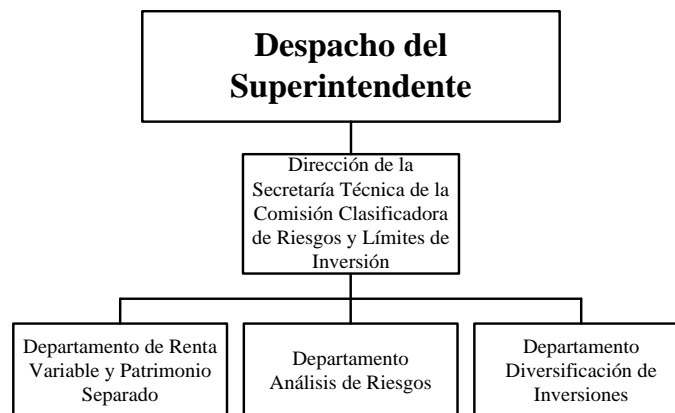 Despacho del
Superintendente
Dirección de la
Secretaría Técnica de la
Comisión Clasificadora
de Riesgos y Límites de
Inversión
Departamento de Renta
Variable y Patrimonio
Separado
Departamento
Análisis de Riesgos
Departamento
Diversificación de
Inversiones